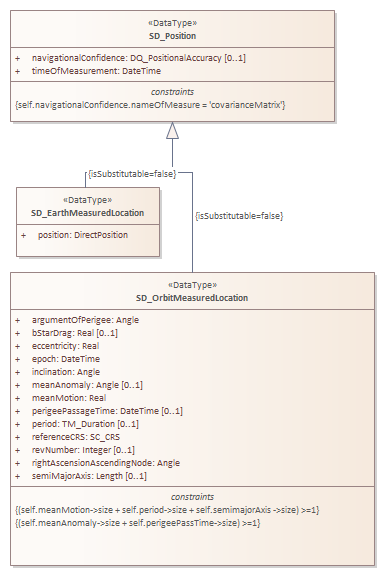 «DataType»
SD_Position
+ navigationalConfidence: DQ_PositionalAccuracy [0..1]
+ timeOfMeasurement: DateTime
constraints
{self.navigationalConfidence.nameOfMeasure = 'covarianceMatrix'}
{isSubstitutable=false}
«DataType»
SD_EarthMeasuredLocation
+ position: DirectPosition
{isSubstitutable=false}
«DataType»
SD_OrbitMeasuredLocation
+ argumentOfPerigee: Angle
+ bStarDrag: Real [0..1]
+ eccentricity: Real
+ epoch: DateTime
+ inclination: Angle
+ meanAnomaly: Angle [0..1]
+ meanMotion: Real
+ perigeePassageTime: DateTime [0..1]
+ period: TM_Duration [0..1]
+ referenceCRS: SC_CRS
+ revNumber: Integer [0..1]
+ rightAscensionAscendingNode: Angle
+ semiMajorAxis: Length [0..1]
constraints
{(self.meanMotion->size + self.period->size + self.semimajorAxis ->size) >=1}
{(self.meanAnomaly->size + self.perigeePassTime->size) >=1}